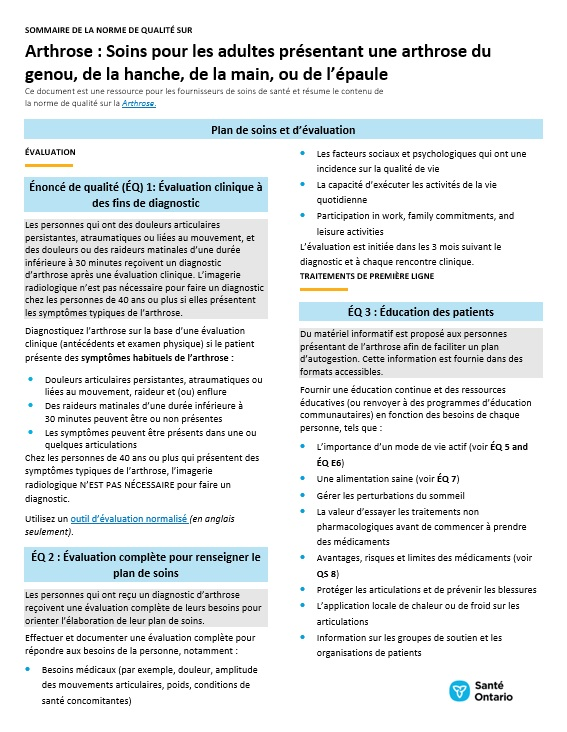 SOMMAIRE DE LA NORME DE QUALITÉ SUR
Arthrose : Soins pour les adultes présentant une arthrose du
genou, de la hanche, de la main, ou de l’épaule
Ce document est une ressource pour les fournisseurs de soins de santé et résume le contenu de
la norme de qualité sur la Arthrose.
Plan de soins et d’évaluation
ÉVALUATION
Énoncé de qualité (ÉQ) 1: Évaluation clinique à
des fins de diagnostic
Les personnes qui ont des douleurs articulaires
persistantes, atraumatiques ou liées au mouvement, et
des douleurs ou des raideurs matinales d’une durée
inférieure à 30 minutes reçoivent un diagnostic
d’arthrose après une évaluation clinique. L’imagerie
radiologique n’est pas nécessaire pour faire un diagnostic
chez les personnes de 40 ans ou plus si elles présentent
les symptômes typiques de l’arthrose.
Diagnostiquez l’arthrose sur la base d’une évaluation
clinique (antécédents et examen physique) si le patient
présente des symptômes habituels de l’arthrose :
• Douleurs articulaires persistantes, atraumatiques ou
liées au mouvement, raideur et (ou) enflure
• Des raideurs matinales d’une durée inférieure à
30 minutes peuvent être ou non présentes
• Les symptômes peuvent être présents dans une ou
quelques articulations
Chez les personnes de 40 ans ou plus qui présentent des
symptômes typiques de l’arthrose, l’imagerie
radiologique N’EST PAS NÉCESSAIRE pour faire un
diagnostic.
Utilisez un outil d’évaluation normalisé (en anglais
seulement).
ÉQ 2 : Évaluation complète pour renseigner le
plan de soins
Les personnes qui ont reçu un diagnostic d’arthrose
reçoivent une évaluation complète de leurs besoins pour
orienter l’élaboration de leur plan de soins.
Effectuer et documenter une évaluation complète pour
répondre aux besoins de la personne, notamment :
• Besoins médicaux (par exemple, douleur, amplitude
des mouvements articulaires, poids, conditions de
santé concomitantes)
• Les facteurs sociaux et psychologiques qui ont une
incidence sur la qualité de vie
• La capacité d’exécuter les activités de la vie
quotidienne
• Participation in work, family commitments, and
leisure activities
L’évaluation est initiée dans les 3 mois suivant le
diagnostic et à chaque rencontre clinique.
TRAITEMENTS DE PREMIÈRE LIGNE
ÉQ 3 : Éducation des patients
Du matériel informatif est proposé aux personnes
présentant de l’arthrose afin de faciliter un plan
d’autogestion. Cette information est fournie dans des
formats accessibles.
Fournir une éducation continue et des ressources
éducatives (ou renvoyer à des programmes d’éducation
communautaires) en fonction des besoins de chaque
personne, tels que :
• L’importance d’un mode de vie actif (voir ÉQ 5 and
ÉQ E6)
• Une alimentation saine (voir ÉQ 7)
• Gérer les perturbations du sommeil
• La valeur d’essayer les traitements non
pharmacologiques avant de commencer à prendre
des médicaments
• Avantages, risques et limites des médicaments (voir
QS 8)
• Protéger les articulations et de prévenir les blessures
• L’application locale de chaleur ou de froid sur les
articulations
• Information sur les groupes de soutien et les
organisations de patients
Santé
Ontario